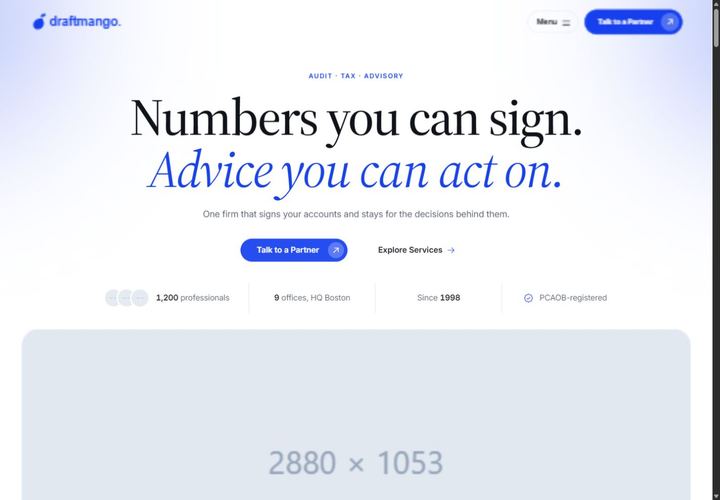 draftmango.
Menu
Talk to a Partner
AUDIT · TAX · ADVISORY
Numbers you can sign.
Advice you can act on.
One firm that signs your accounts and stays for the decisions behind them.
Talk to a Partner
Explore Services →
1,200 professionals
9 offices, HQ Boston
Since 1998
PCAOB-registered
2880 × 1053